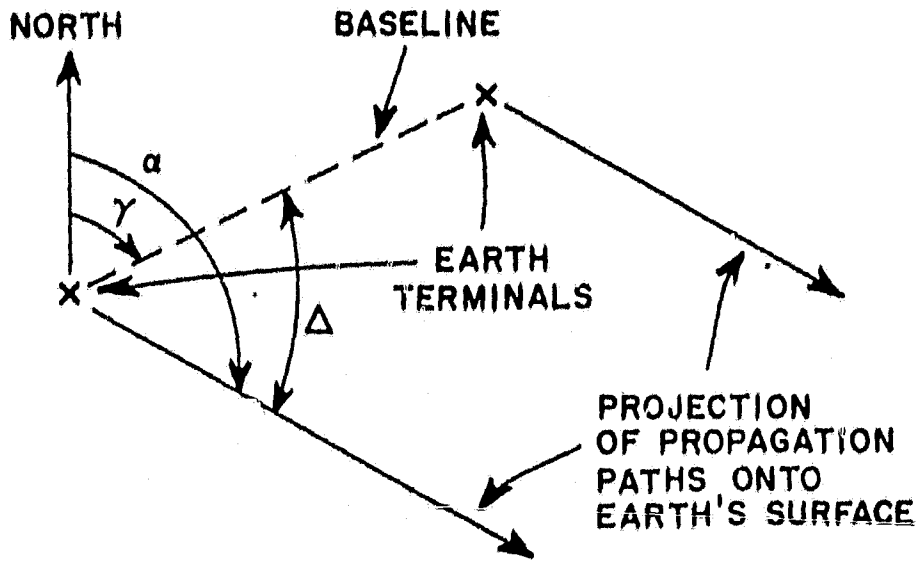 NORTH
BASELINE
α
γ
Δ
EARTH
TERMINALS
PROJECTION
OF PROPAGATION
PATHS ONTO
EARTH'S SURFACE